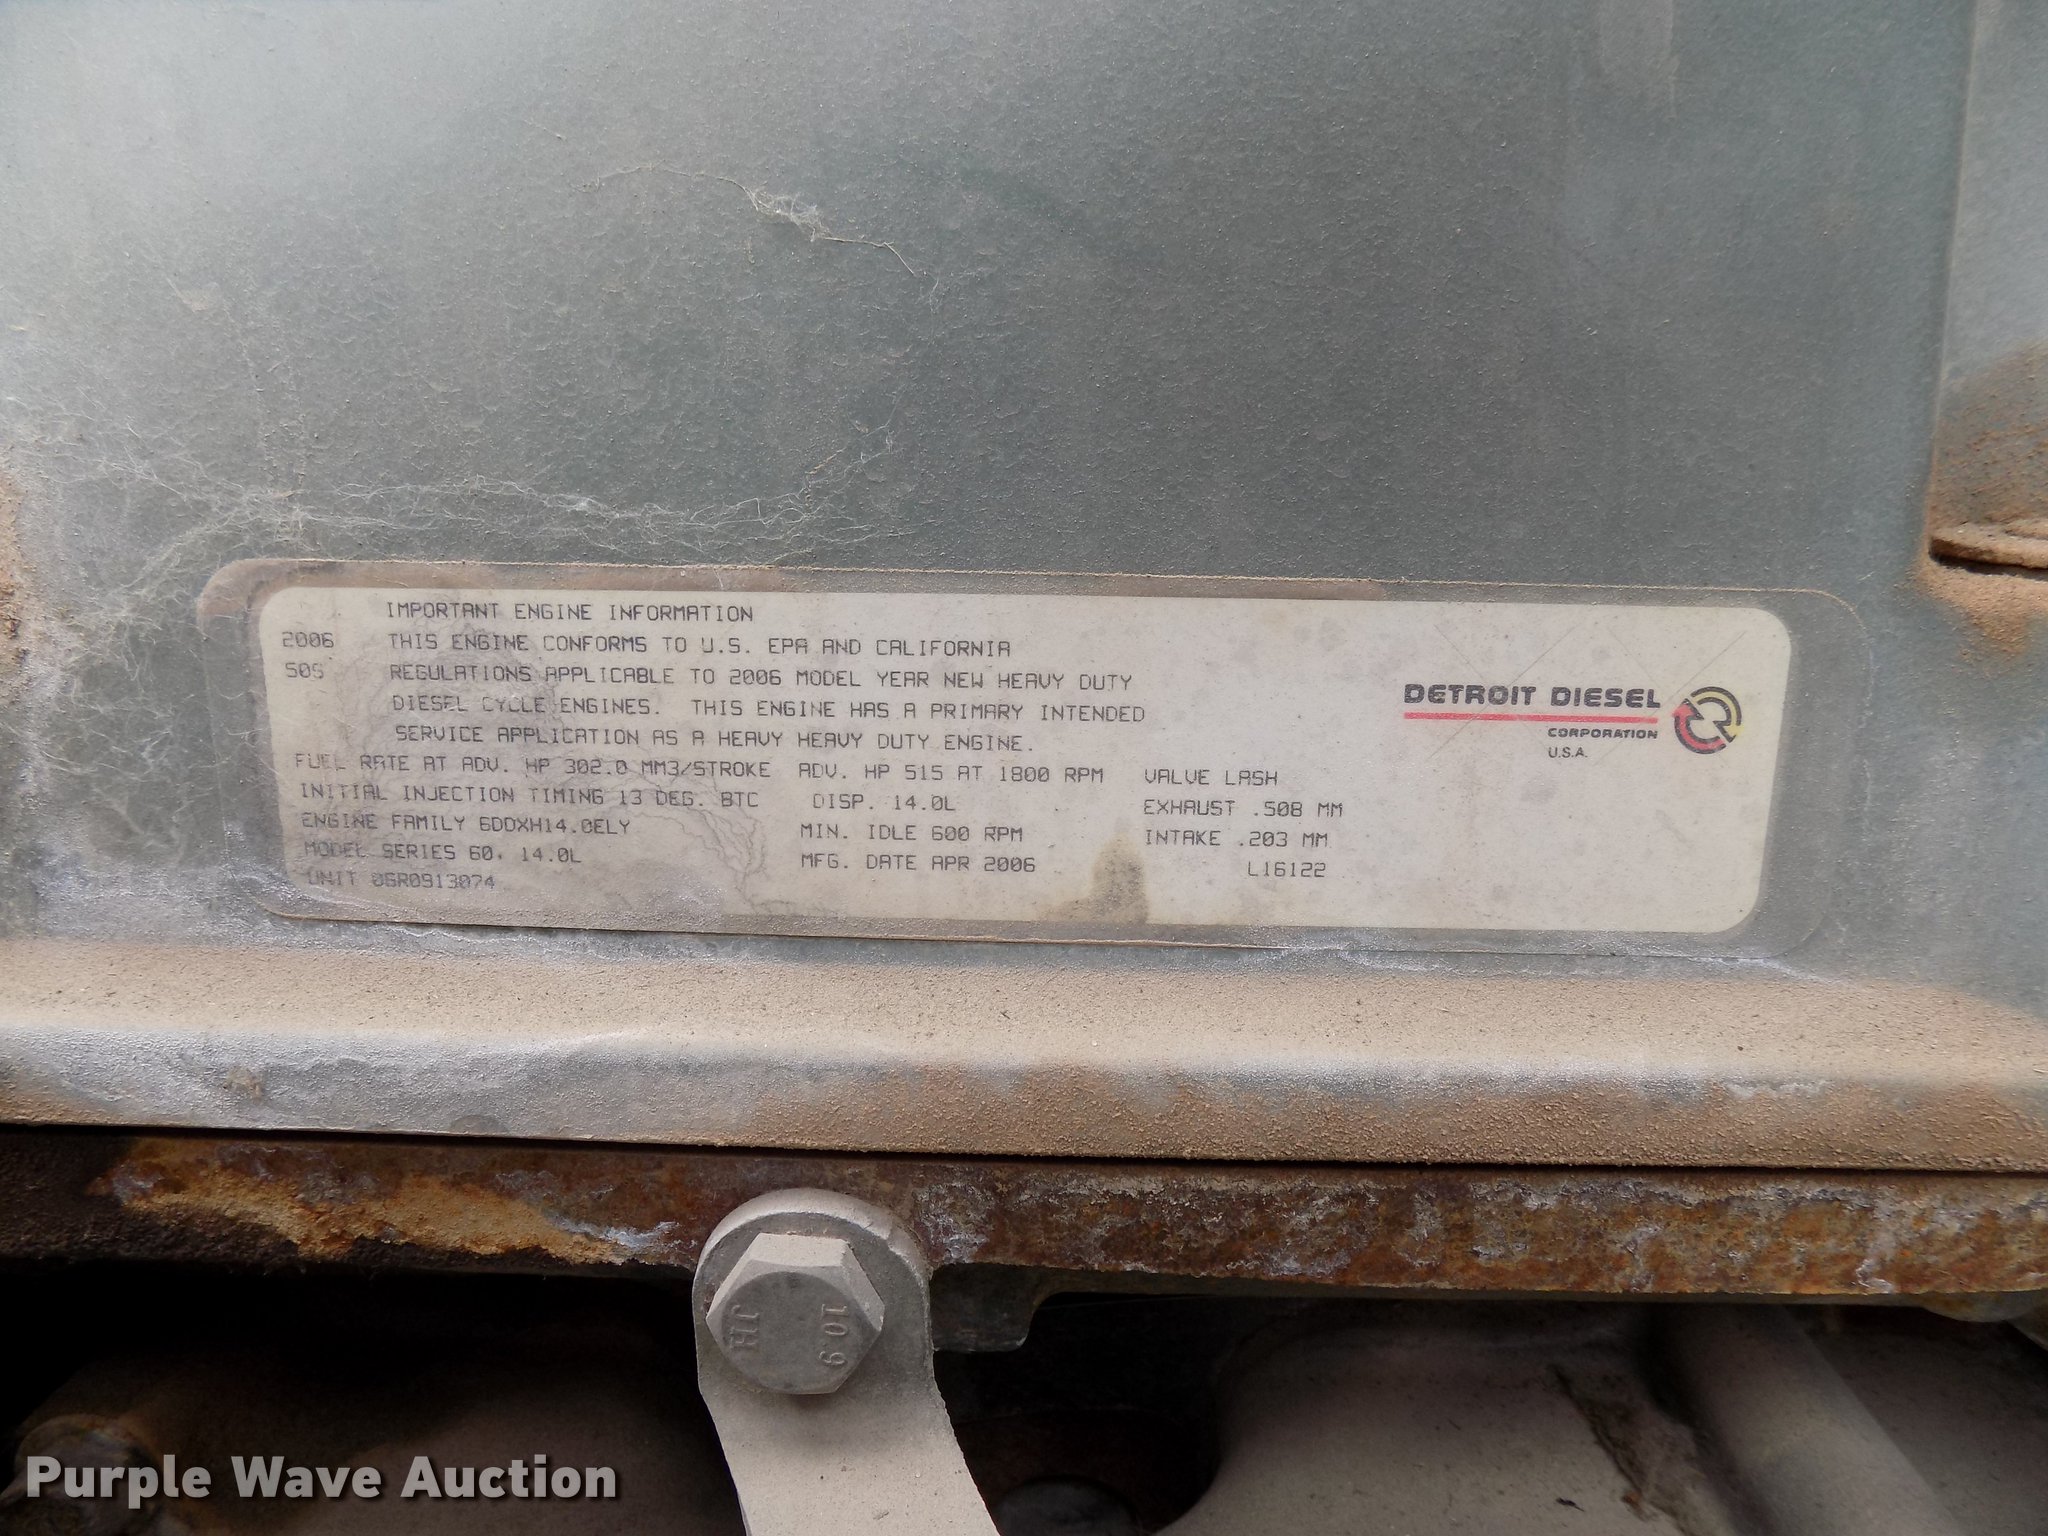 IMPORTANT ENGINE INFORMATION
2006 THIS ENGINE CONFORMS TO U.S. EPA AND CALIFORNIA
REGULATIONS APPLICABLE TO 2006 MODEL YEAR NEW HEAVY DUTY
DIESEL CYCLE ENGINES. THIS ENGINE HAS A PRIMARY INTENDED
SERVICE APPLICATION AS A HEAVY HEAVY DUTY ENGINE.
FUEL RATE AT ADV. HP 302.0 MM3/STROKE ADV. HP 515 AT 1800 RPM VALVE LASH
INITIAL INJECTION TIMING 13 DEG. BTC DISP. 14.0L EXHAUST .508 MM
ENGINE FAMILY 6DDXH14.0ELY MIN. IDLE 600 RPM INTAKE .203 MM
MODEL SERIES 60, 14.0L MFG. DATE APR 2006 L16122
UNIT 06R0913074
DETROIT DIESEL
CORPORATION
U.S.A.
JH 10.9
Purple Wave Auction